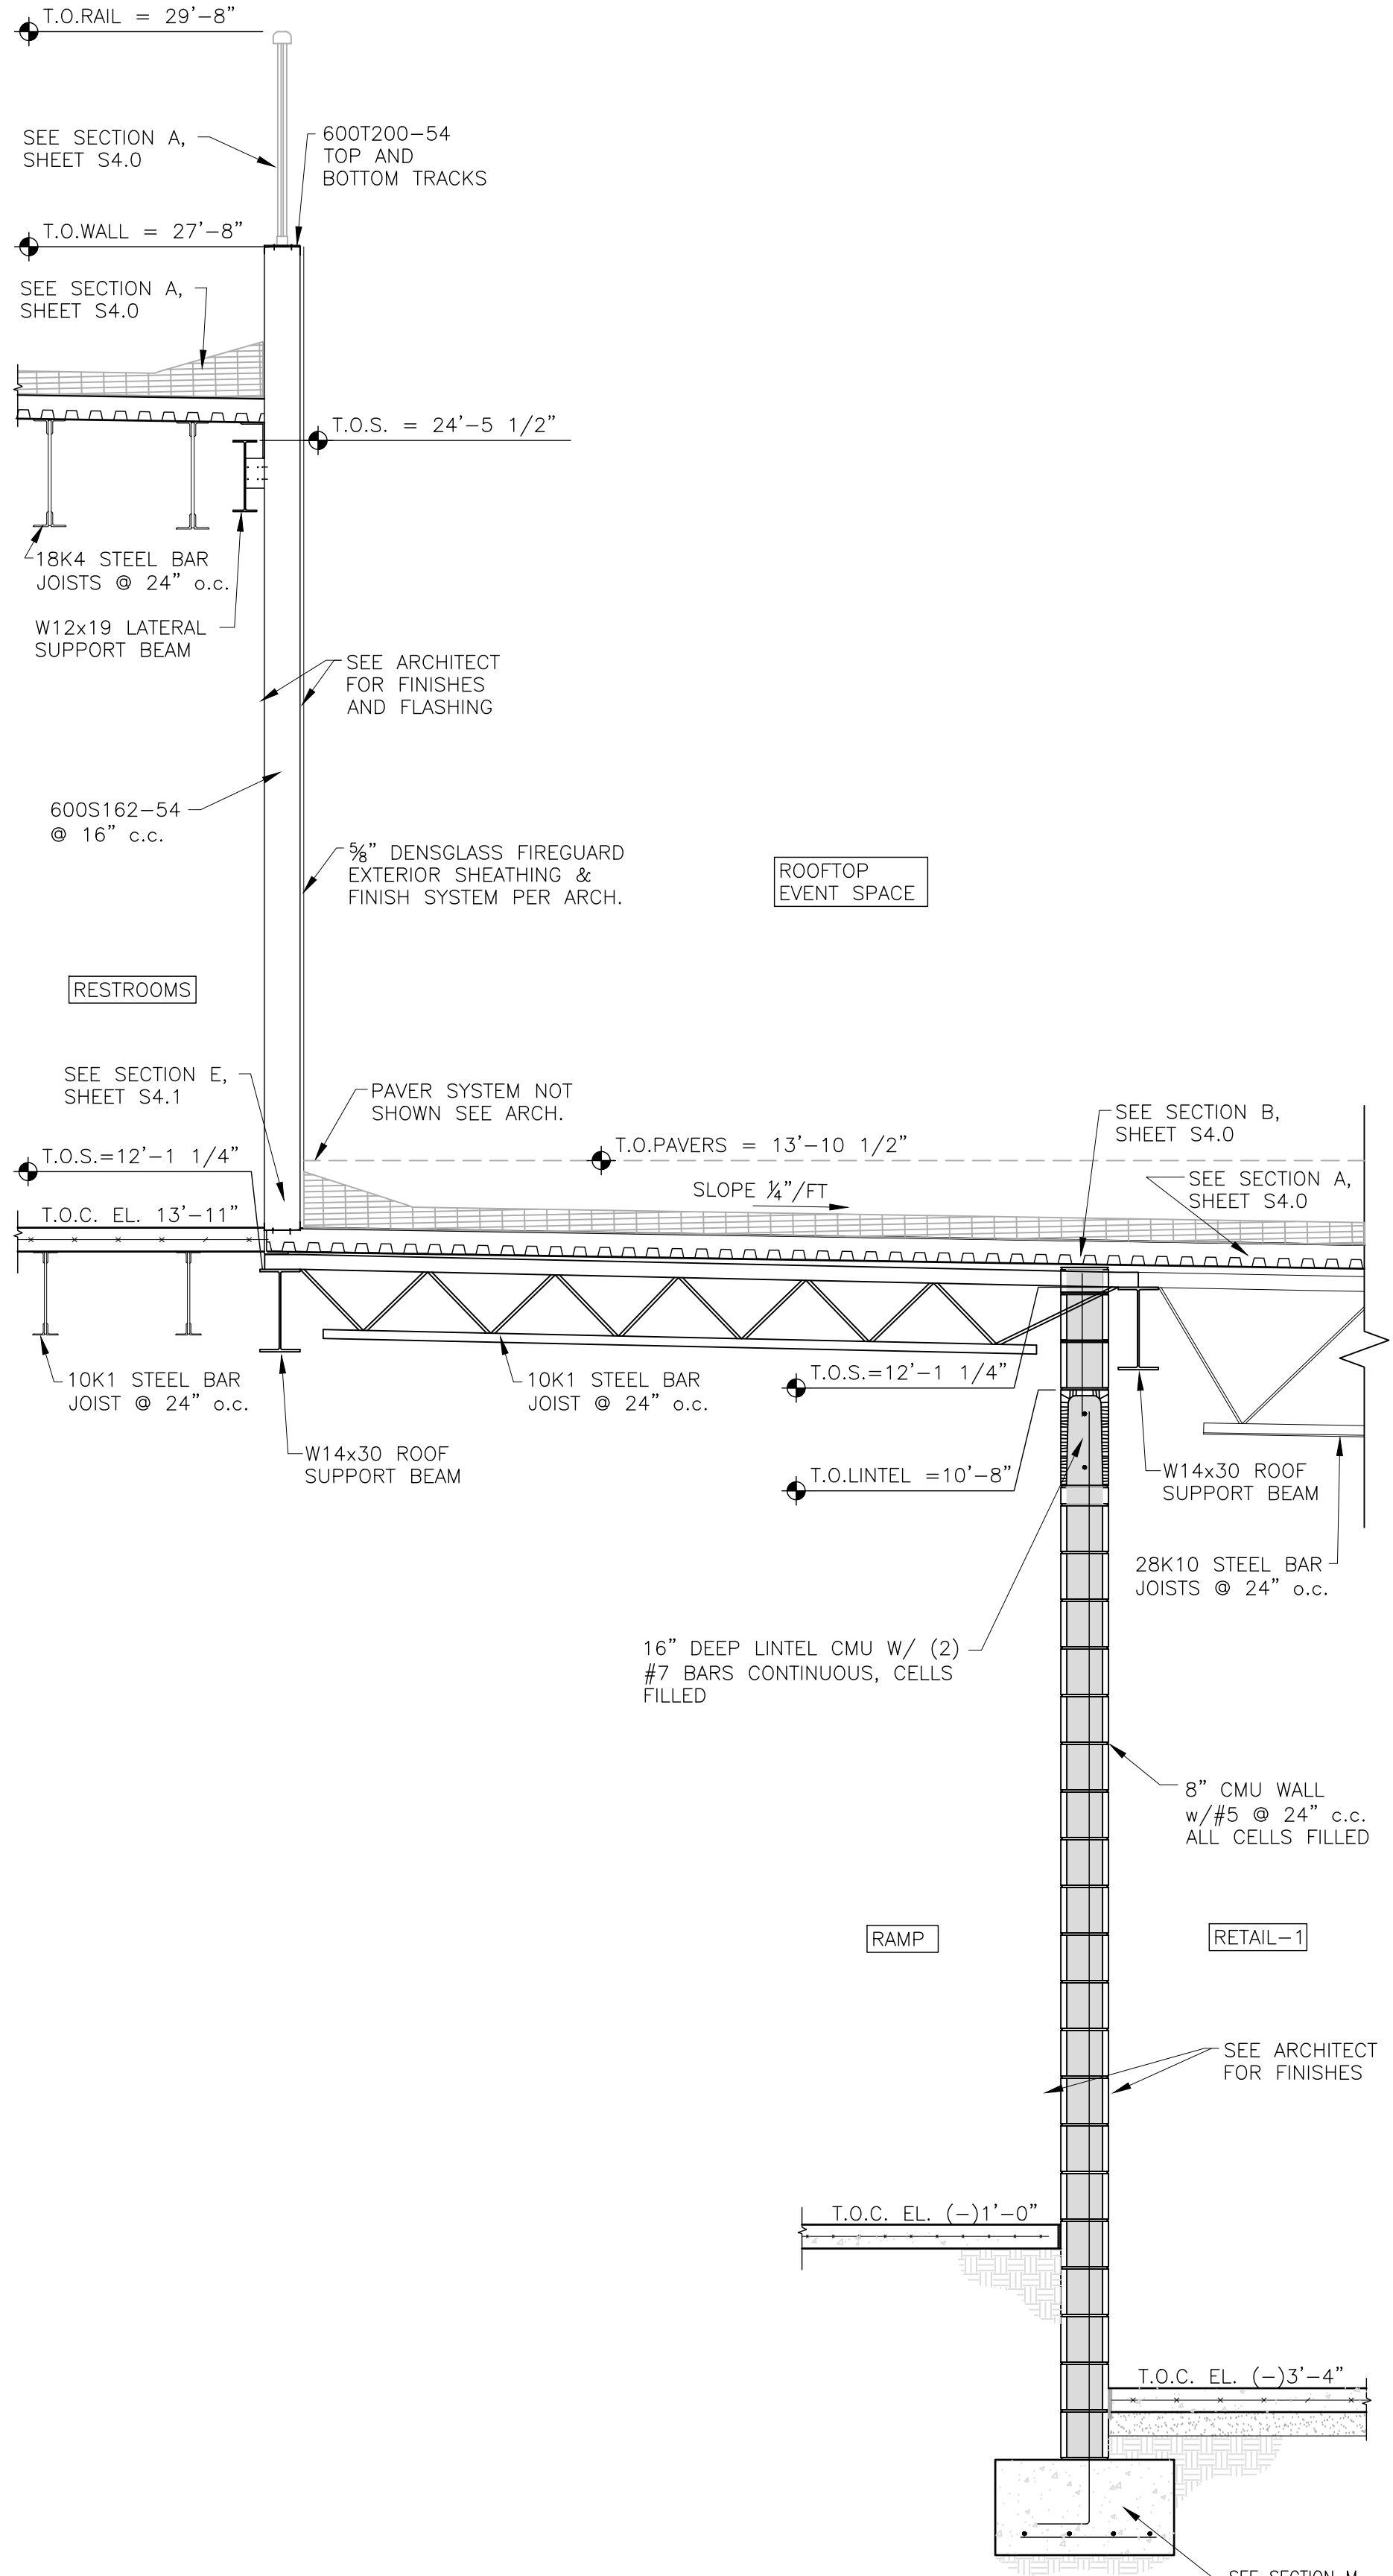 T.O.RAIL = 29'-8"
SEE SECTION A,
SHEET S4.0
600T200-54
TOP AND
BOTTOM TRACKS
T.O.WALL = 27'-8"
SEE SECTION A,
SHEET S4.0
T.O.S. = 24'-5 1/2"
18K4 STEEL BAR
JOISTS @ 24" o.c.
W12x19 LATERAL
SUPPORT BEAM
SEE ARCHITECT
FOR FINISHES
AND FLASHING
600S162-54
@ 16" c.c.
⅝" DENSGLASS FIREGUARD
EXTERIOR SHEATHING &
FINISH SYSTEM PER ARCH.
ROOFTOP
EVENT SPACE
RESTROOMS
SEE SECTION E,
SHEET S4.1
PAVER SYSTEM NOT
SHOWN SEE ARCH.
SEE SECTION B,
SHEET S4.0
T.O.S.=12'-1 1/4"
T.O.PAVERS = 13'-10 1/2"
SEE SECTION A,
SHEET S4.0
SLOPE ¼"/FT
T.O.C. EL. 13'-11"
10K1 STEEL BAR
JOIST @ 24" o.c.
10K1 STEEL BAR
JOIST @ 24" o.c.
T.O.S.=12'-1 1/4"
W14x30 ROOF
SUPPORT BEAM
T.O.LINTEL =10'-8"
W14x30 ROOF
SUPPORT BEAM
28K10 STEEL BAR
JOISTS @ 24" o.c.
16" DEEP LINTEL CMU W/ (2)
#7 BARS CONTINUOUS, CELLS
FILLED
8" CMU WALL
w/#5 @ 24" c.c.
ALL CELLS FILLED
RAMP
RETAIL-1
SEE ARCHITECT
FOR FINISHES
T.O.C. EL. (-)1'-0"
T.O.C. EL. (-)3'-4"
SEE SECTION M